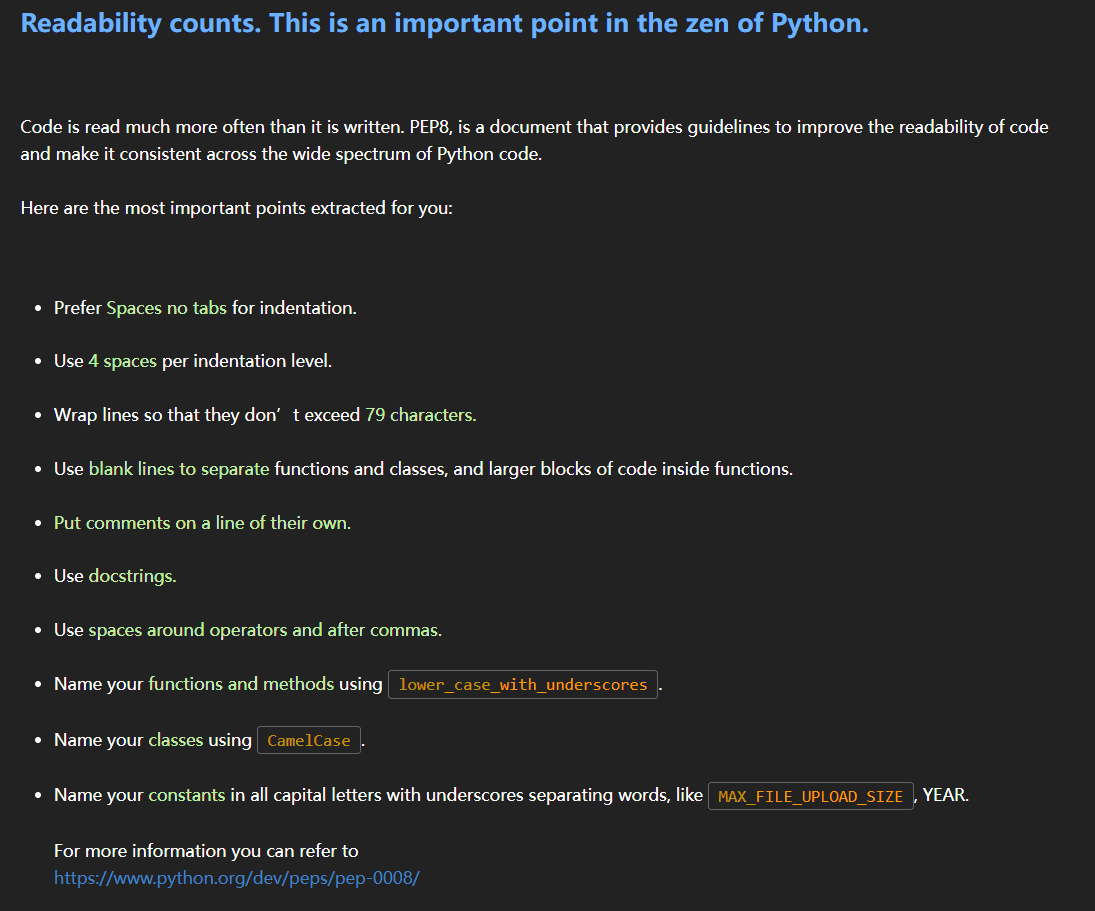 Readability counts. This is an important point in the zen of Python.
Code is read much more often than it is written. PEP8, is a document that provides guidelines to improve the readability of code
and make it consistent across the wide spectrum of Python code.
Here are the most important points extracted for you:
• Prefer Spaces no tabs for indentation.
• Use 4 spaces per indentation level.
• Wrap lines so that they don’t exceed 79 characters.
• Use blank lines to separate functions and classes, and larger blocks of code inside functions.
• Put comments on a line of their own.
• Use docstrings.
• Use spaces around operators and after commas.
• Name your functions and methods using lower_case_with_underscores.
• Name your classes using CamelCase.
• Name your constants in all capital letters with underscores separating words, like MAX_FILE_UPLOAD_SIZE, YEAR.
For more information you can refer to
https://www.python.org/dev/peps/pep-0008/